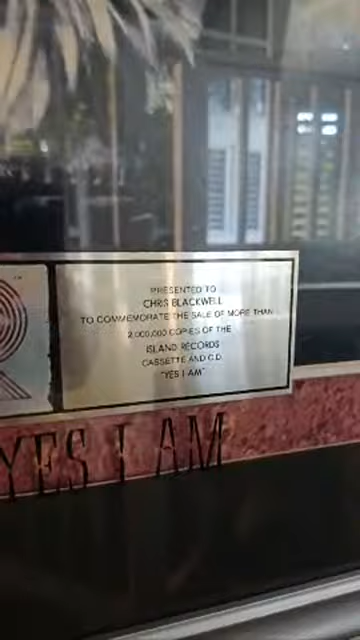 PRESENTED TO
CHRIS BLACKWELL
TO COMMEMORATE THE SALE OF MORE THAN
2,000,000 COPIES OF THE
ISLAND RECORDS
CASSETTE AND C.D.
"YES I AM"
YES I AM